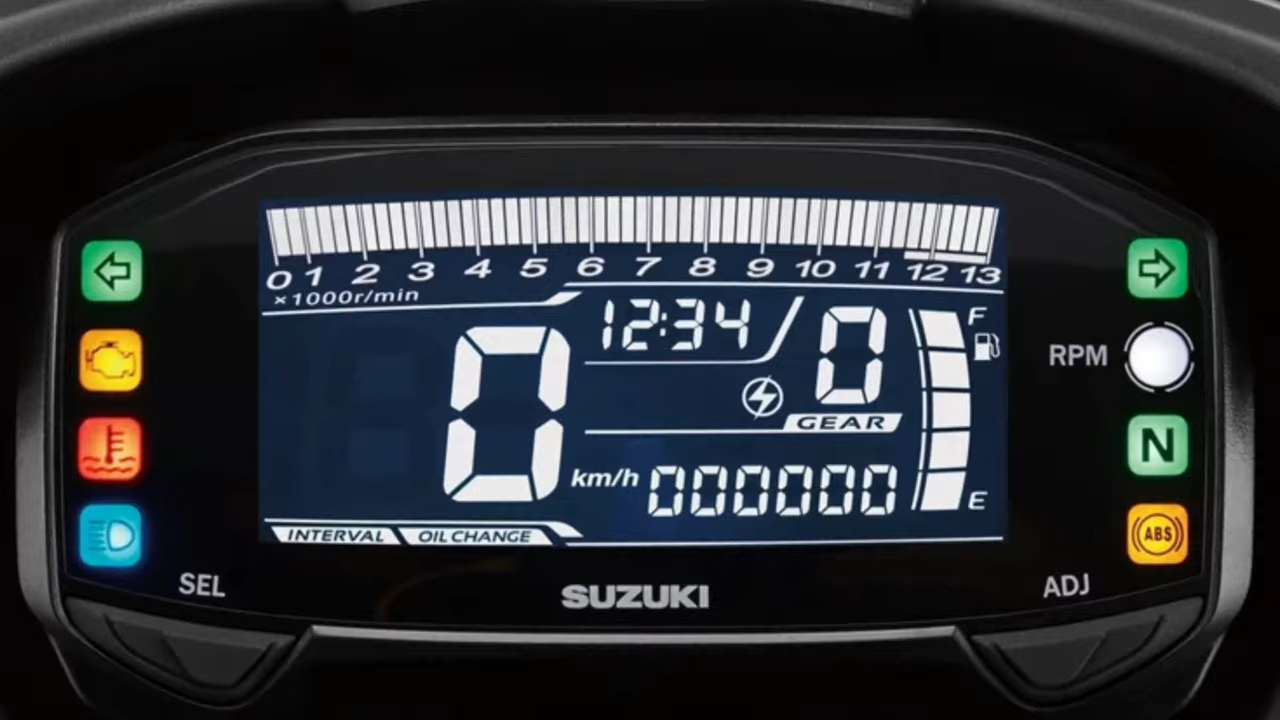 0 1 2 3 4 5 6 7 8 9 10 11 12 13
×1000r/min
12:34
0
F
RPM
GEAR
N
0
km/h
000000
E
ABS
INTERVAL
OIL CHANGE
SEL
SUZUKI
ADJ